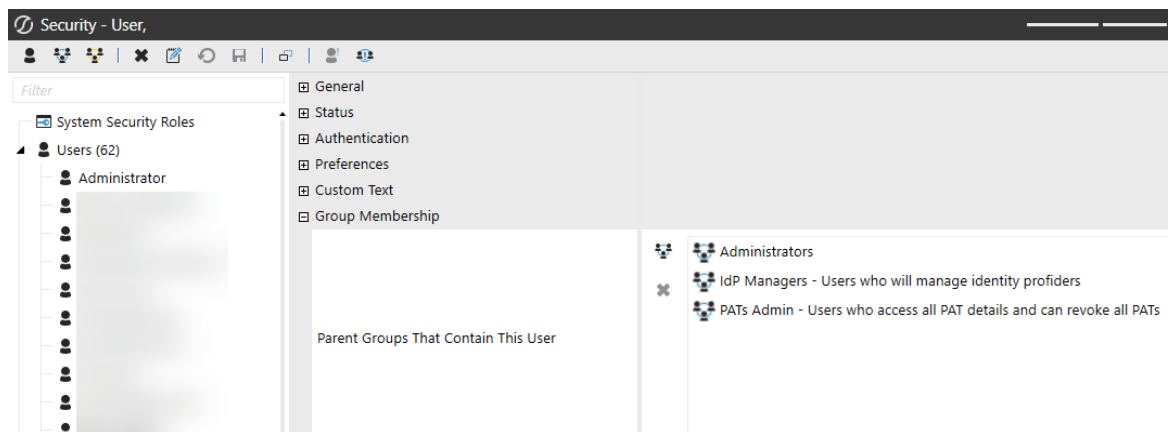 Security - User,
Filter
System Security Roles
Users (62)
Administrator
General
Status
Authentication
Preferences
Custom Text
Group Membership
Parent Groups That Contain This User
Administrators
IdP Managers - Users who will manage identity profiders
PATs Admin - Users who access all PAT details and can revoke all PATs